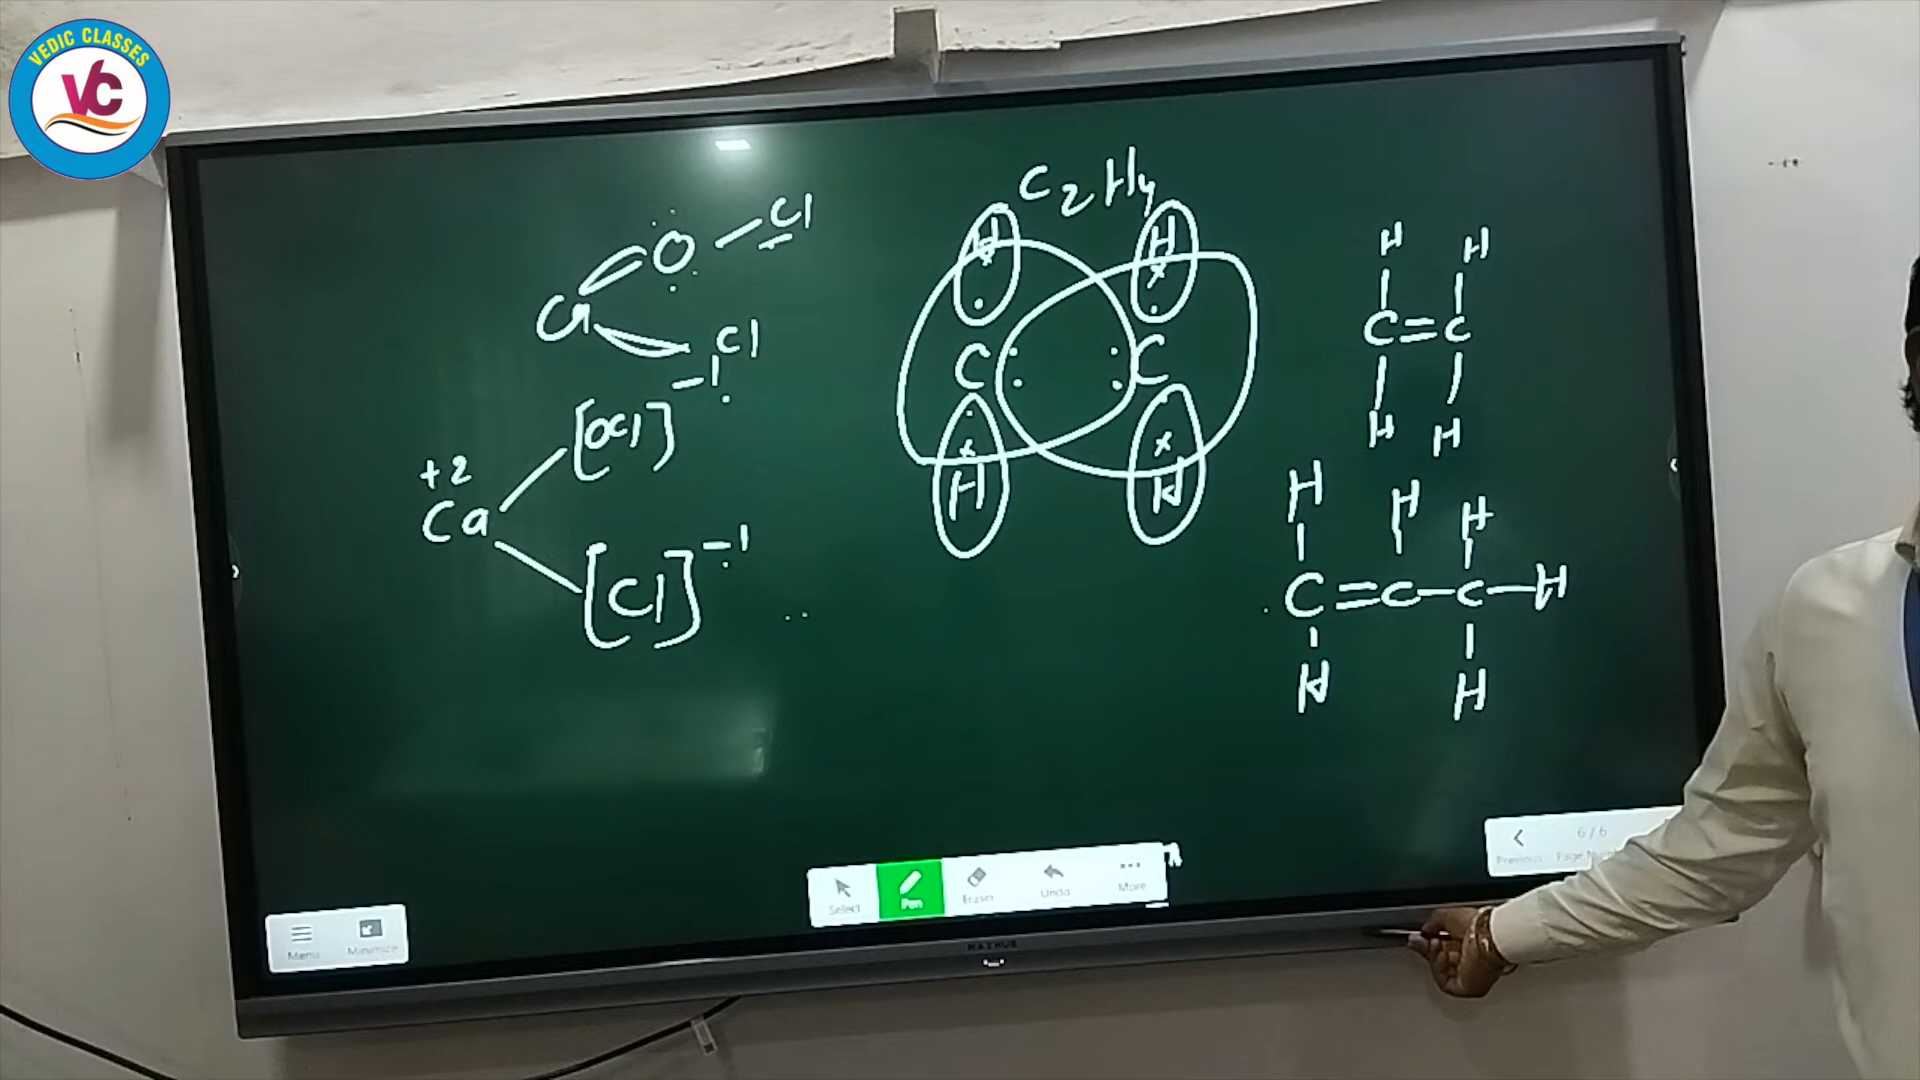 VEDIC CLASSES
VC
Ca O Cl
Cl
+2
Ca [OCl]⁻¹
[Cl]⁻¹
C₂H₄
H H
C C
H H
H H
C=C
H H
H H H
C=C-C-H
H H
Menu Minimize
Select Pen Eraser Undo More
Previous 6/6
MAXHUB